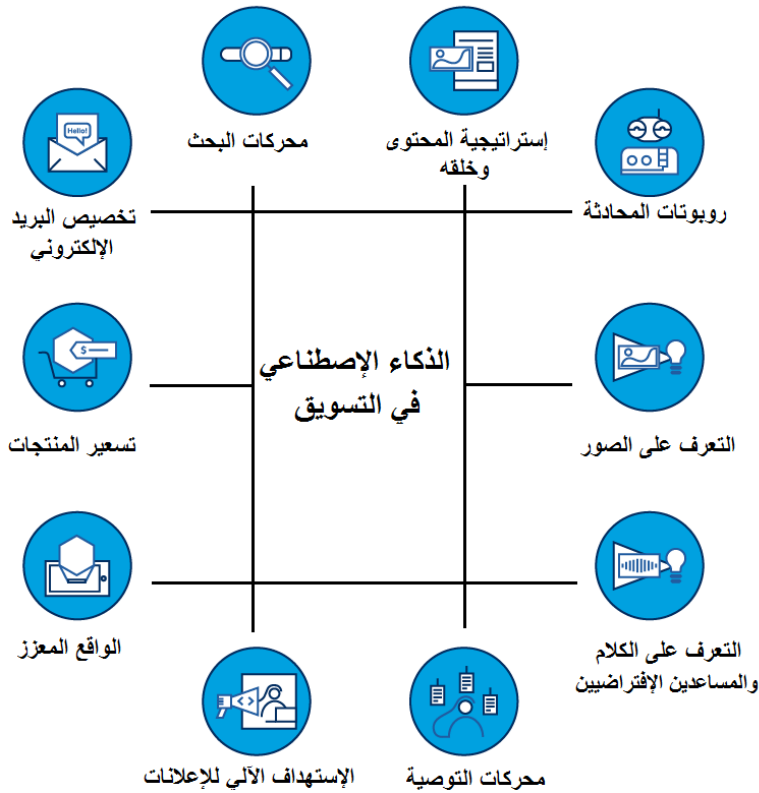 محركات البحث
إستراتيجية المحتوى
وخلقه
Hello!
تخصيص البريد
الإلكتروني
روبوتات المحادثة
الذكاء الإصطناعي
في التسويق
$
تسعير المنتجات
التعرف على الصور
الواقع المعزز
التعرف على الكلام
والمساعدين الإفتراضيين
الإستهداف الآلي للإعلانات
محركات التوصية